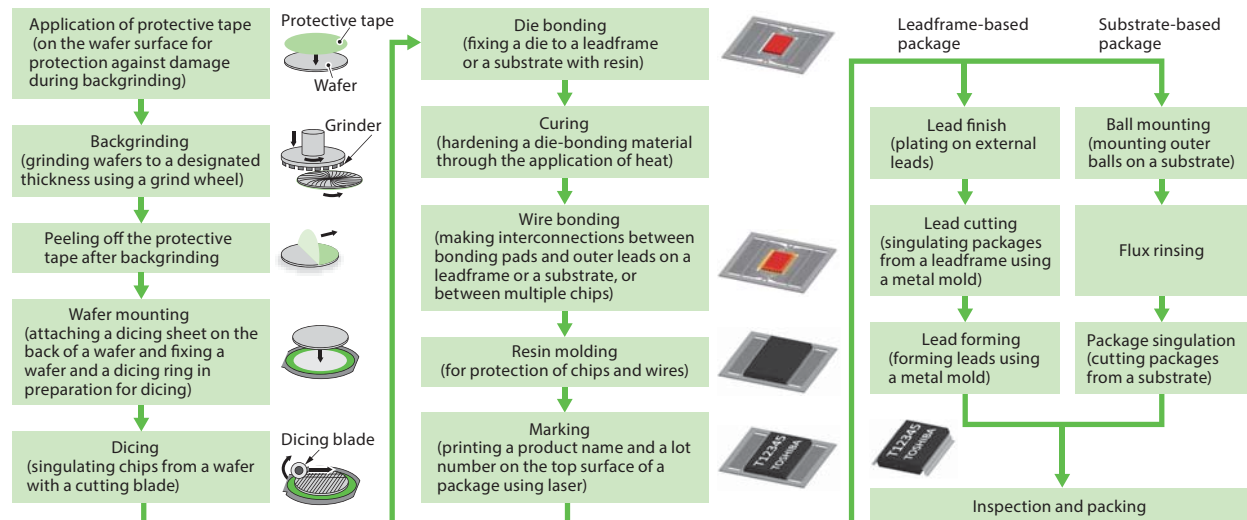 Application of protective tape
(on the wafer surface for
protection against damage
during backgrinding)
Protective tape
Wafer
Backgrinding
(grinding wafers to a designated
thickness using a grind wheel)
Grinder
Peeling off the protective
tape after backgrinding
Wafer mounting
(attaching a dicing sheet on the
back of a wafer and fixing a
wafer and a dicing ring in
preparation for dicing)
Dicing
(singulating chips from a wafer
with a cutting blade)
Dicing blade
Die bonding
(fixing a die to a leadframe
or a substrate with resin)
Curing
(hardening a die-bonding material
through the application of heat)
Wire bonding
(making interconnections between
bonding pads and outer leads on a
leadframe or a substrate, or
between multiple chips)
Resin molding
(for protection of chips and wires)
Marking
(printing a product name and a lot
number on the top surface of a
package using laser)
T12345
TOSHIBA
Leadframe-based
package
Lead finish
(plating on external
leads)
Lead cutting
(singulating packages
from a leadframe using
a metal mold)
Lead forming
(forming leads using
a metal mold)
Substrate-based
package
Ball mounting
(mounting outer
balls on a substrate)
Flux rinsing
Package singulation
(cutting packages
from a substrate)
T12345
TOSHIBA
Inspection and packing